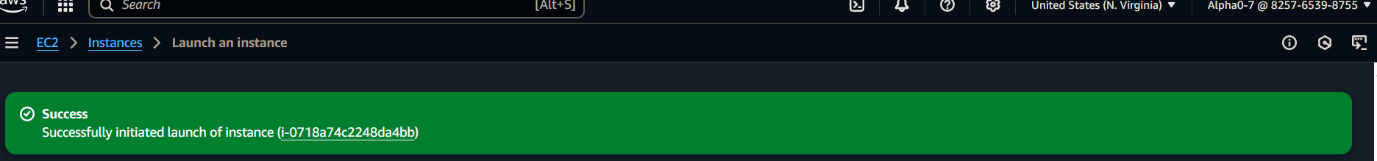 aws Search [Alt+S] United States (N. Virginia) Alpha0-7 @ 8257-6539-8755
EC2 > Instances > Launch an instance
Success
Successfully initiated launch of instance (i-0718a74c2248da4bb)